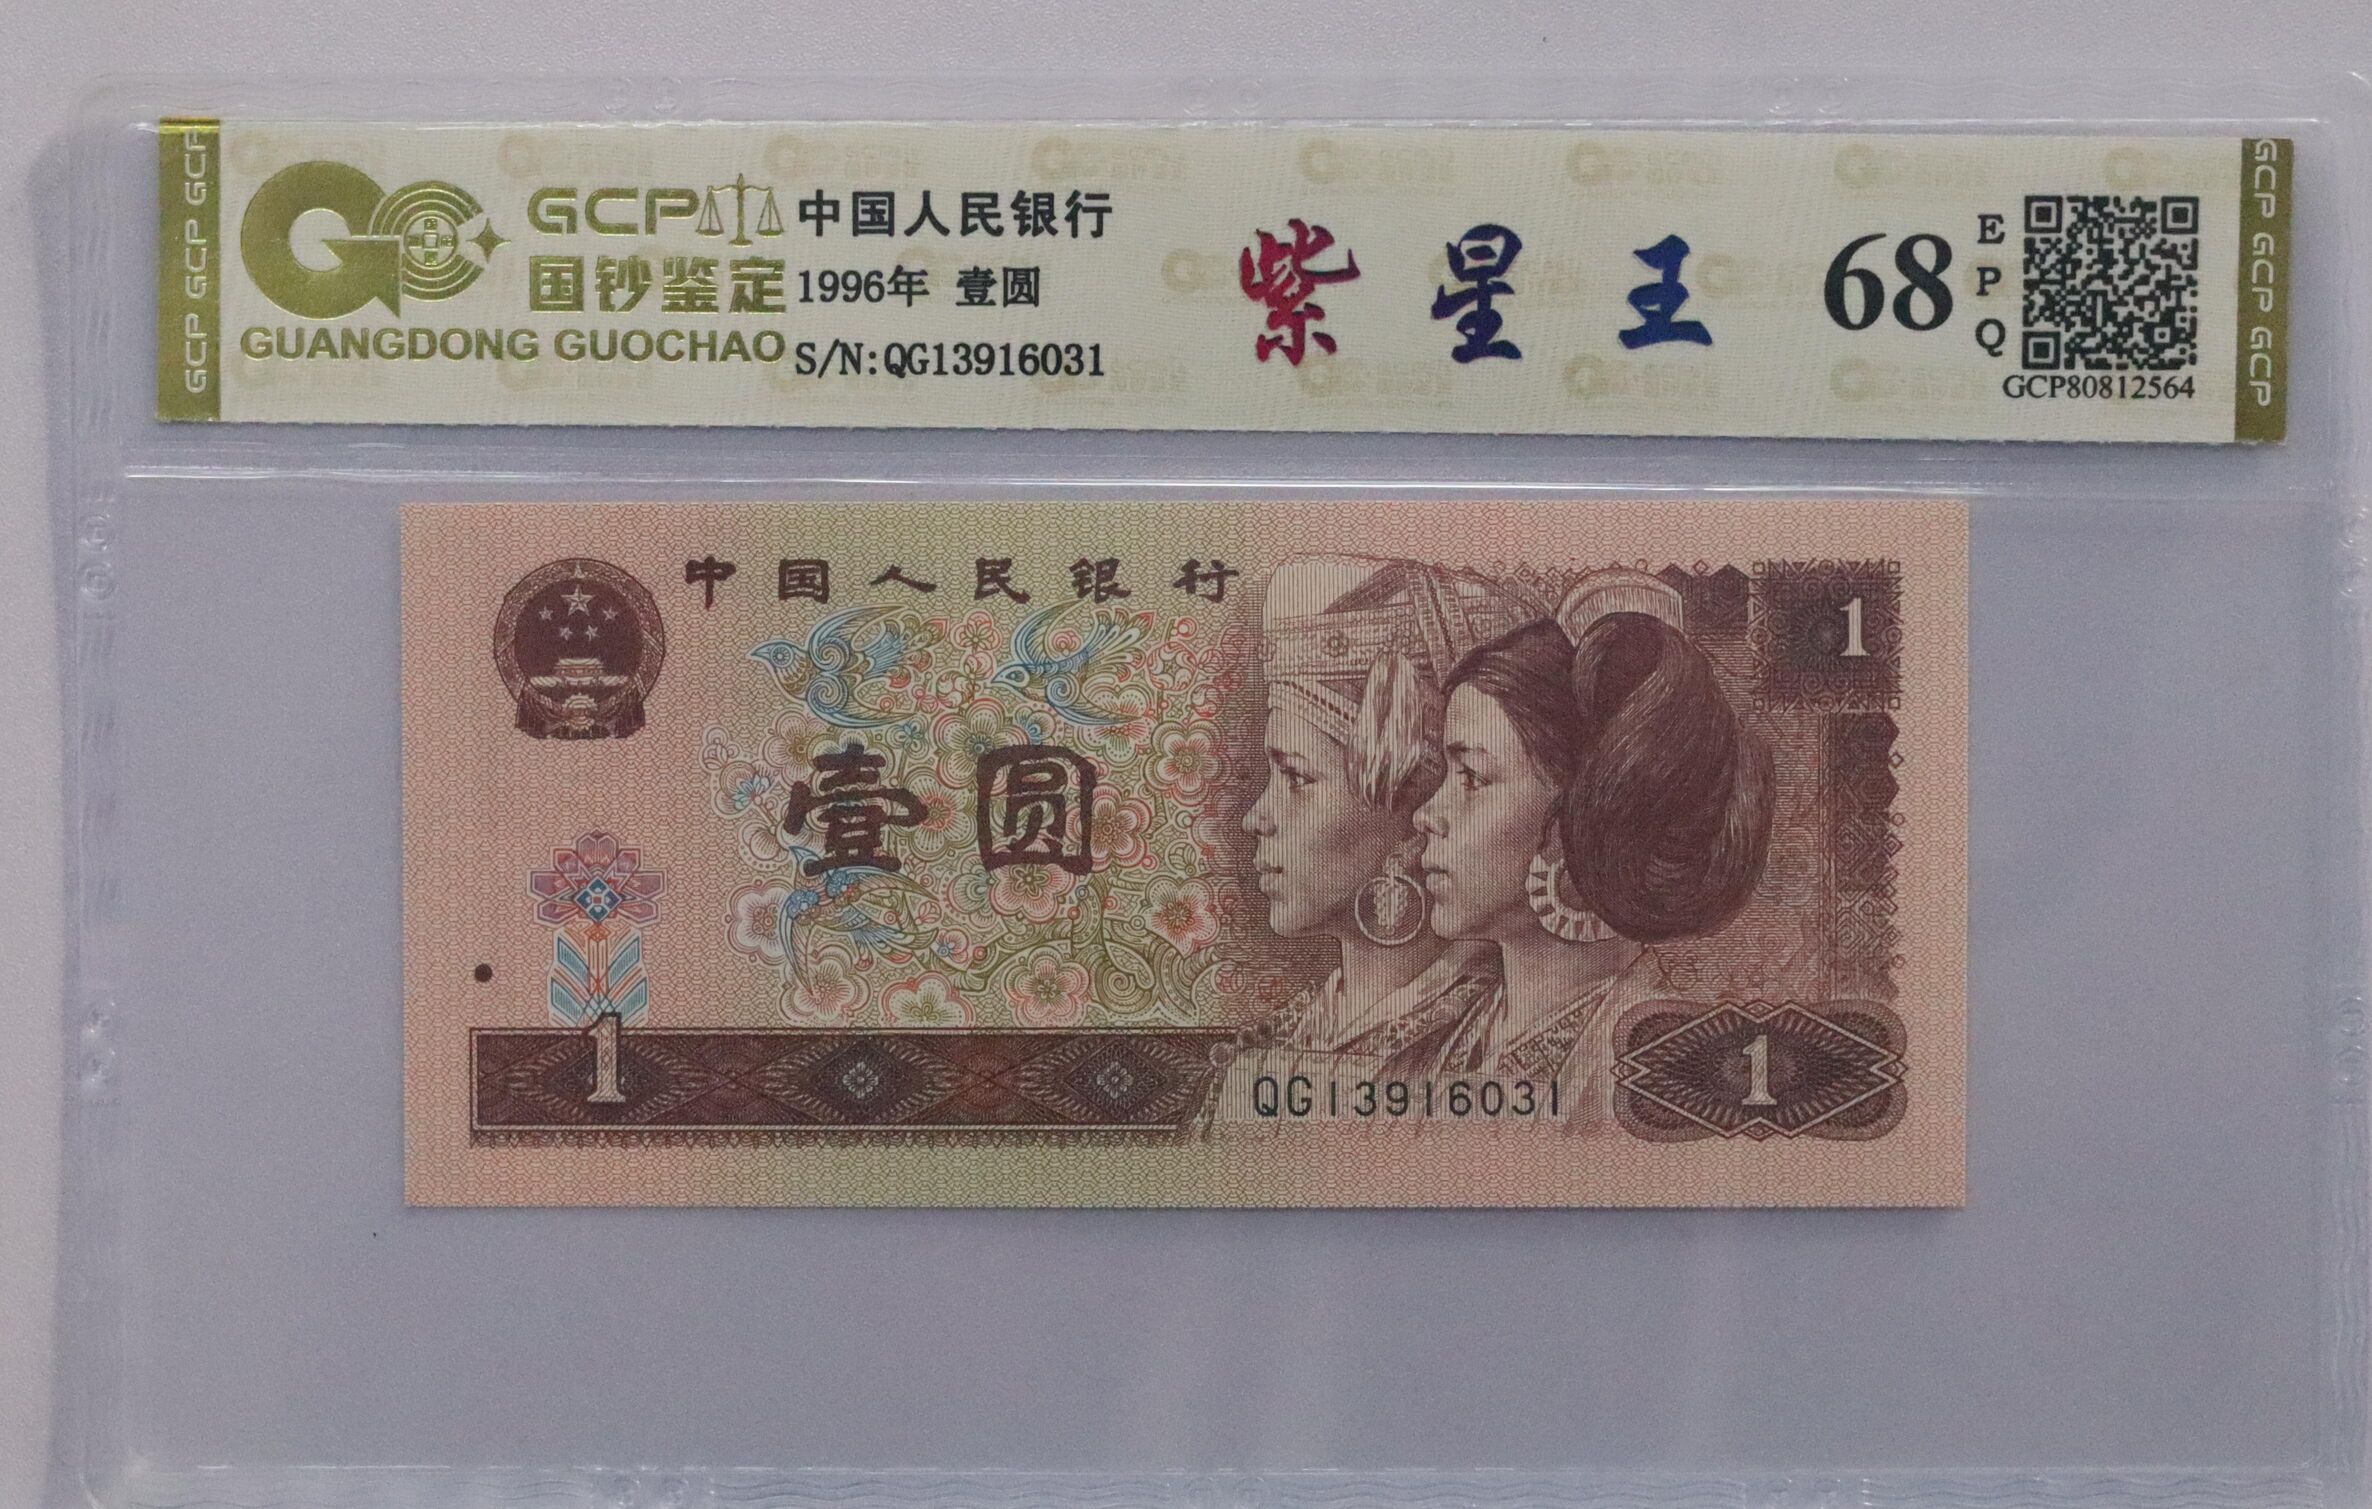 GCP GCP GCP
GCP
国钞鉴定
GUANGDONG GUOCHAO
中国人民银行
1996年 壹圆
S/N:QG13916031
紫星王
68
EPQ
GCP80812564
GCP GCP GCP
中国人民银行
1
壹圆
1
QG13916031
1